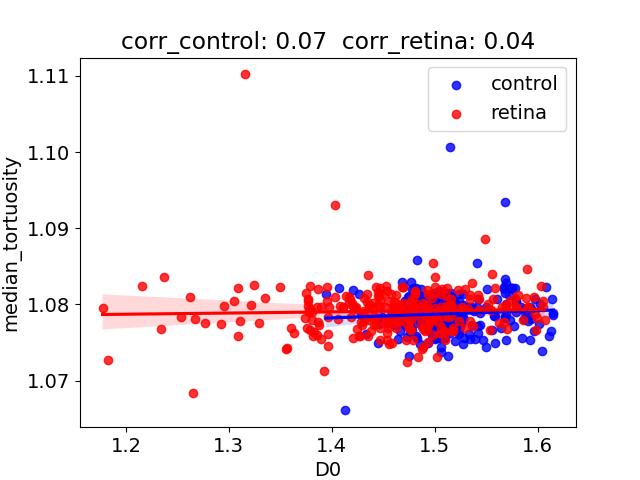 corr_control: 0.07  corr_retina: 0.04
control
retina
median_tortuosity
1.11
1.10
1.09
1.08
1.07
1.2 1.3 1.4 1.5 1.6
D0